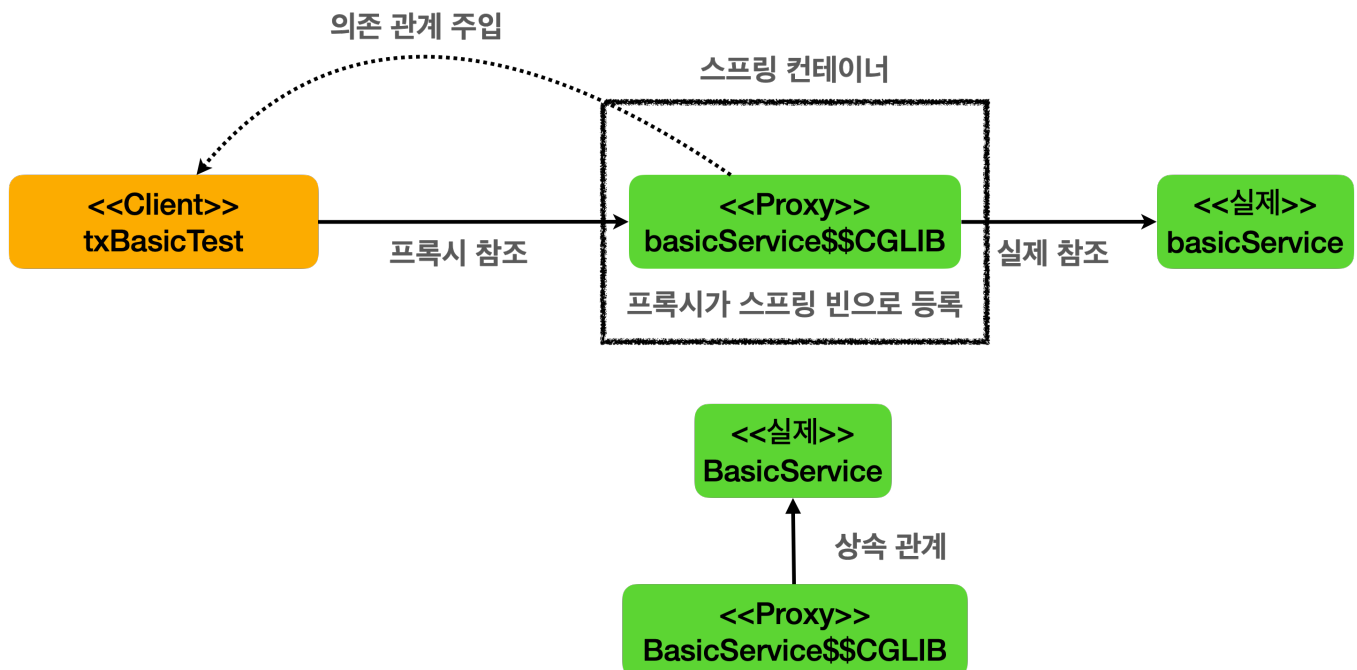 의존 관계 주입
스프링 컨테이너
<<Client>>
txBasicTest
프록시 참조
<<Proxy>>
basicService$$CGLIB
프록시가 스프링 빈으로 등록
실제 참조
<<실제>>
basicService
<<실제>>
BasicService
상속 관계
<<Proxy>>
BasicService$$CGLIB